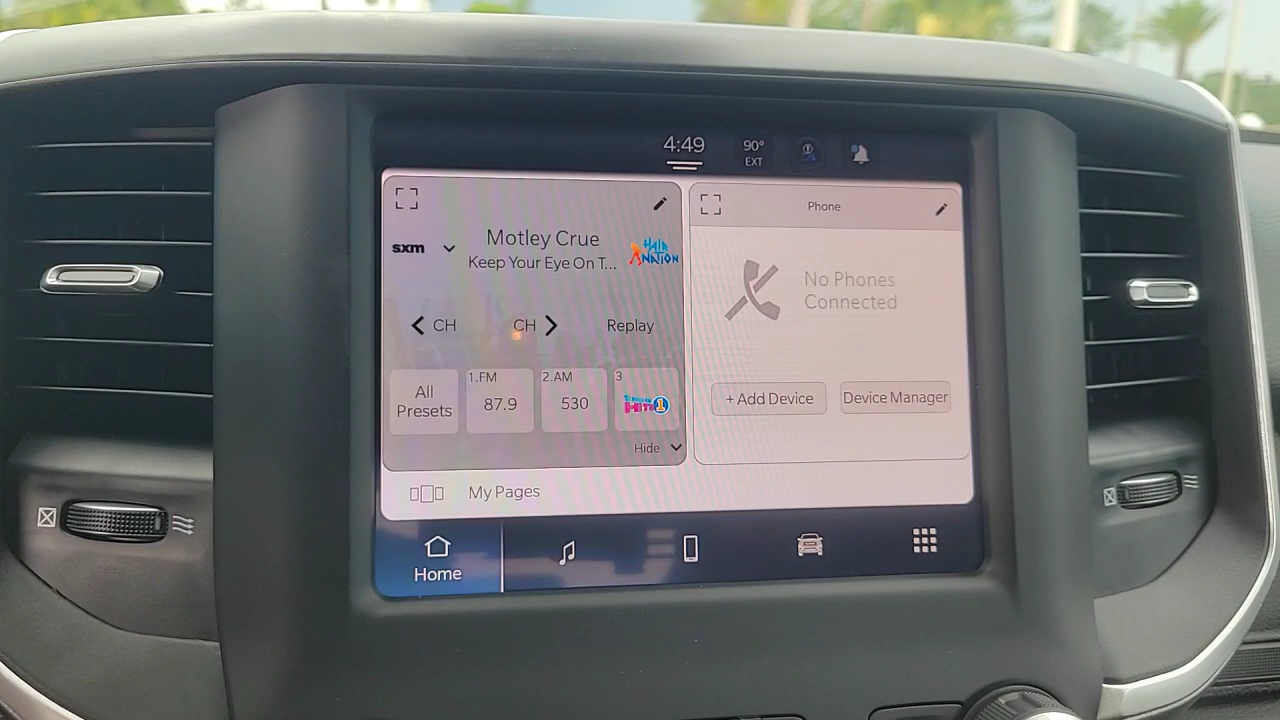 4:49
90°
EXT
sxm
Motley Crue
Keep Your Eye On T...
HAIR
NATION
CH
CH
Replay
All
Presets
1.FM
87.9
2.AM
530
3
HITS 1
Hide
My Pages
Phone
No Phones
Connected
+ Add Device
Device Manager
Home